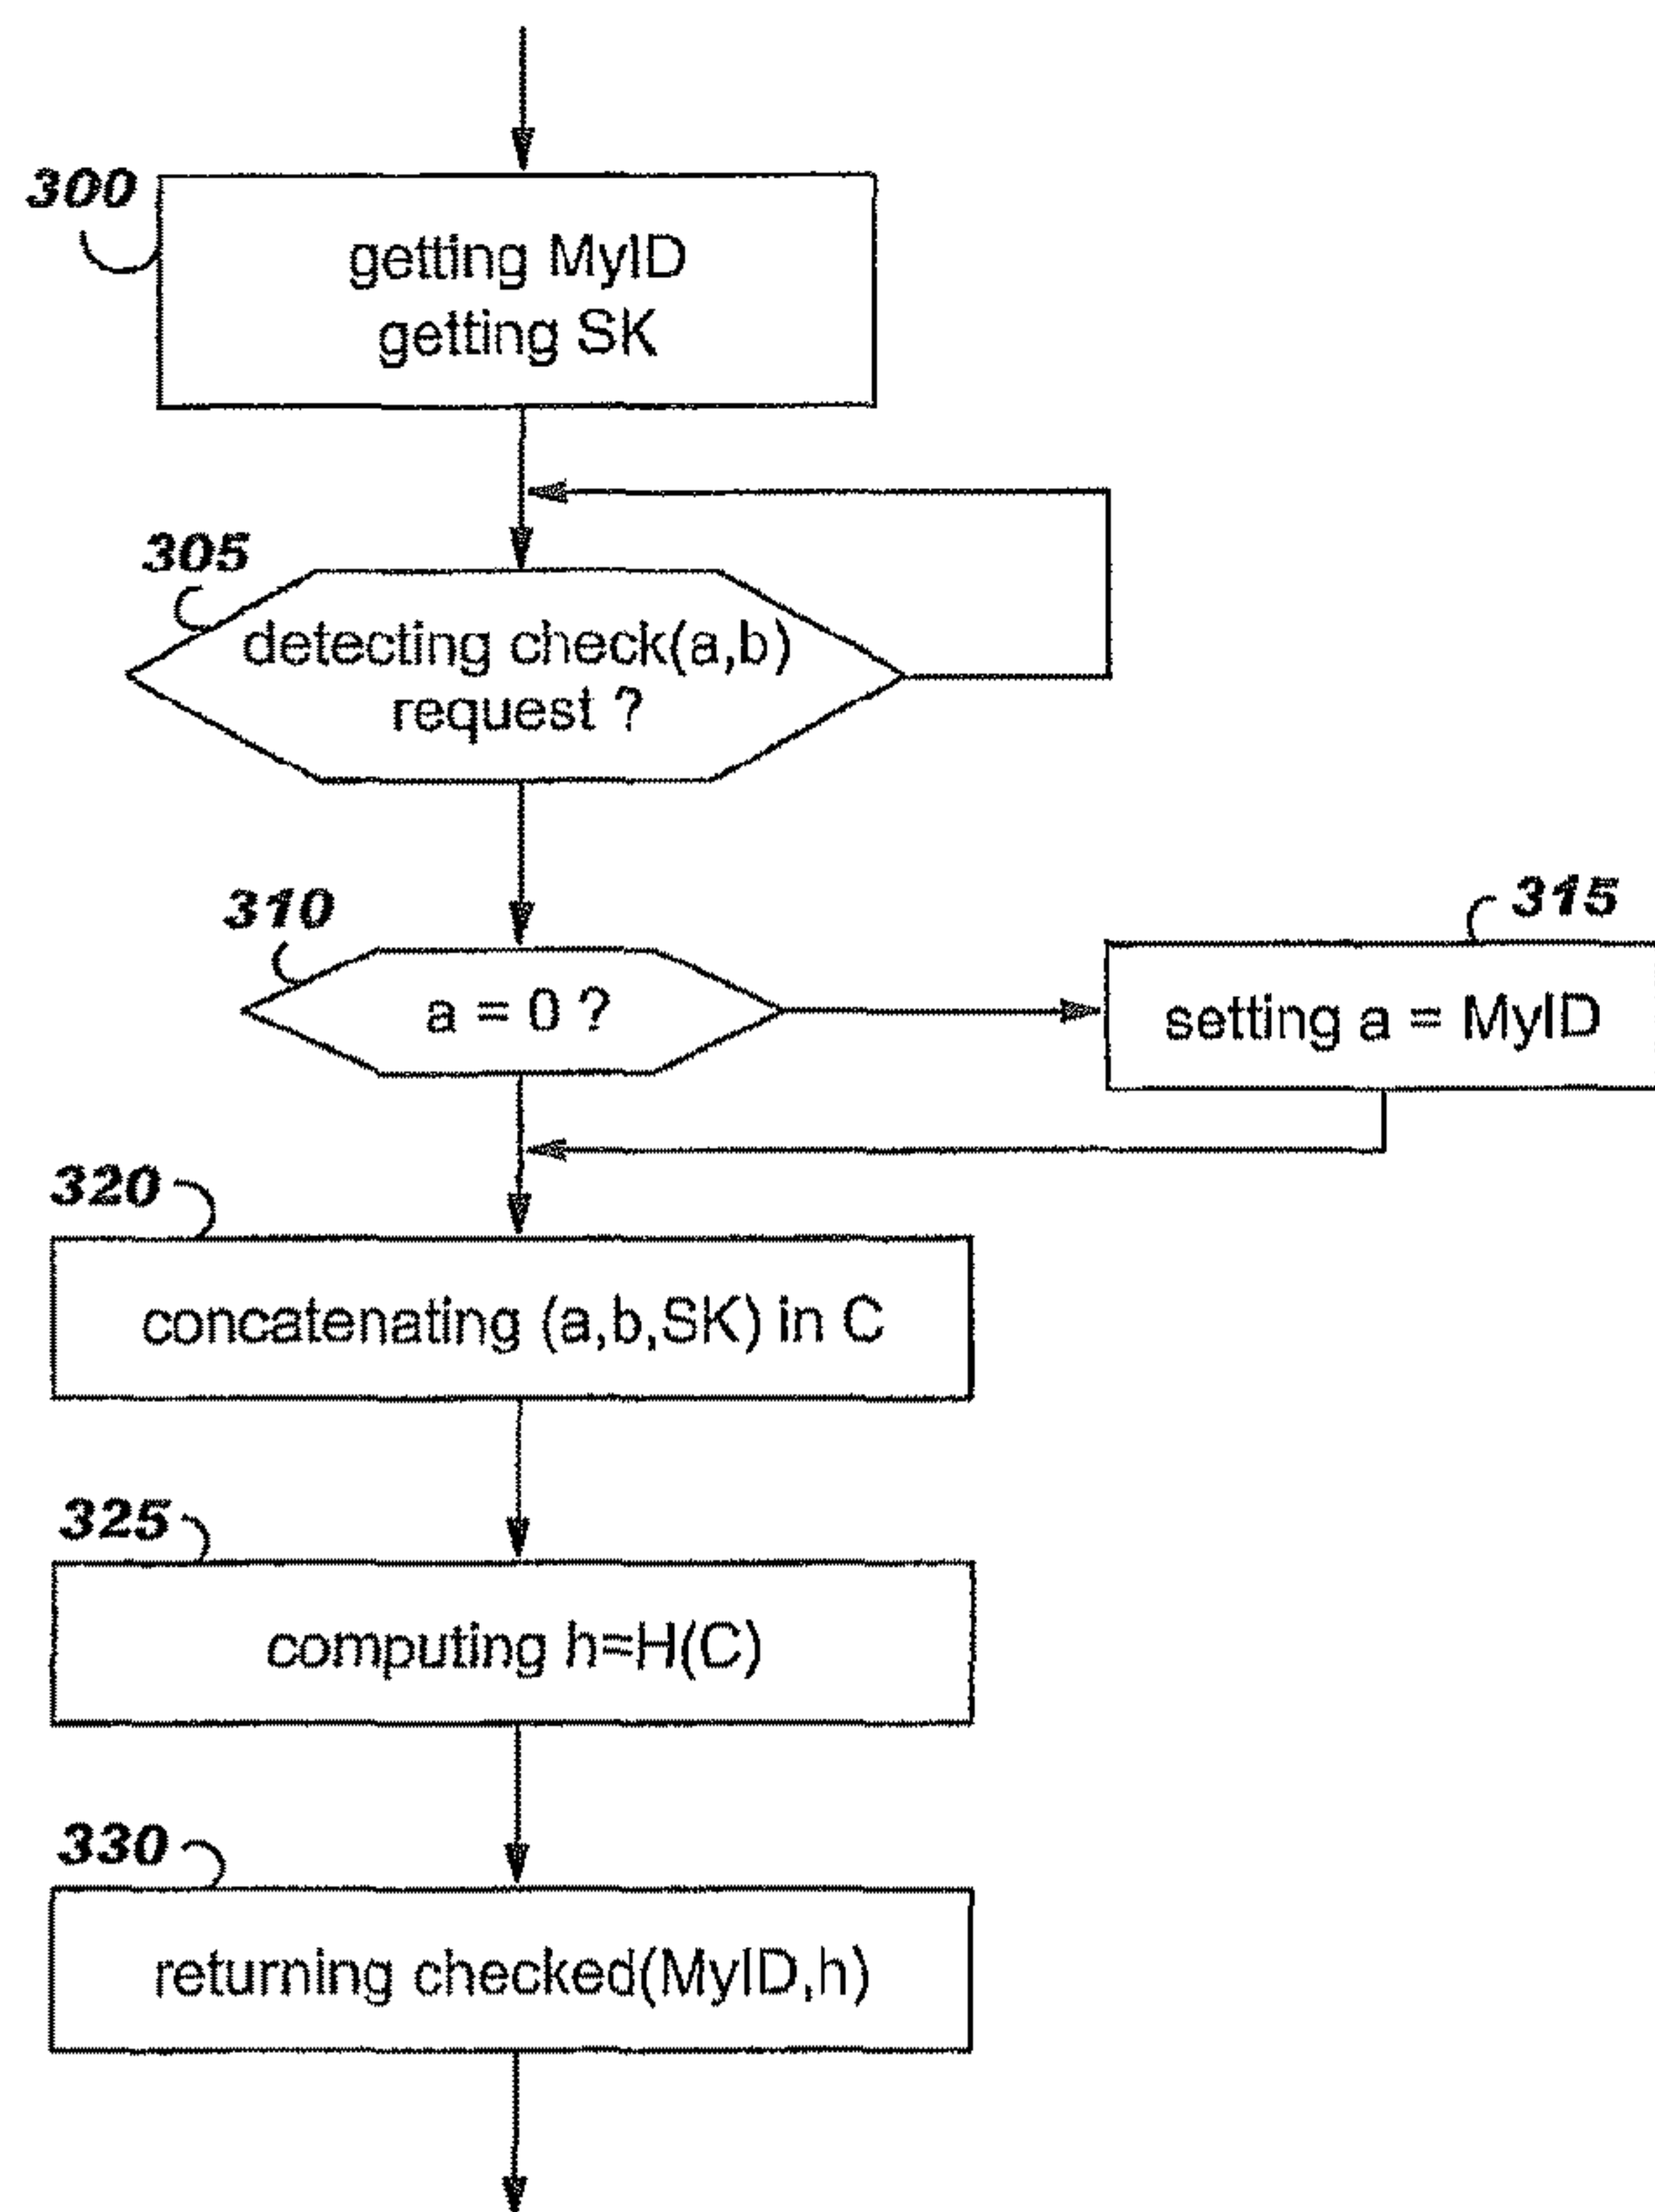 300
getting MyID
getting SK
305
detecting check(a,b)
request ?
310
a = 0 ?
315
setting a = MyID
320
concatenating (a,b,SK) in C
325
computing h=H(C)
330
returning checked(MyID,h)